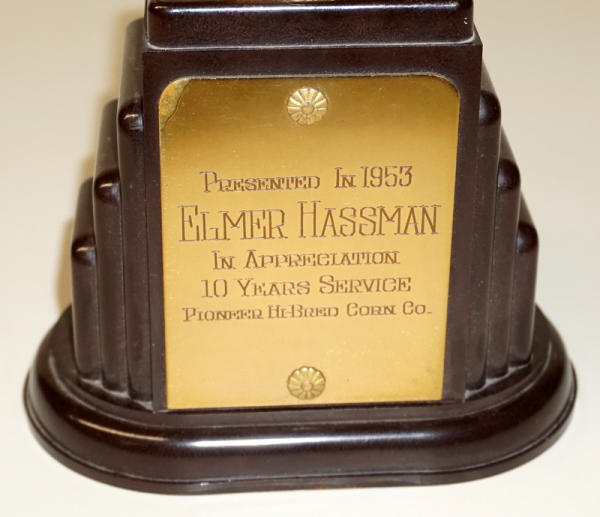 Presented In 1953
Elmer Hassman
In Appreciation
10 Years Service
Pioneer Hi-Bred Corn Co.